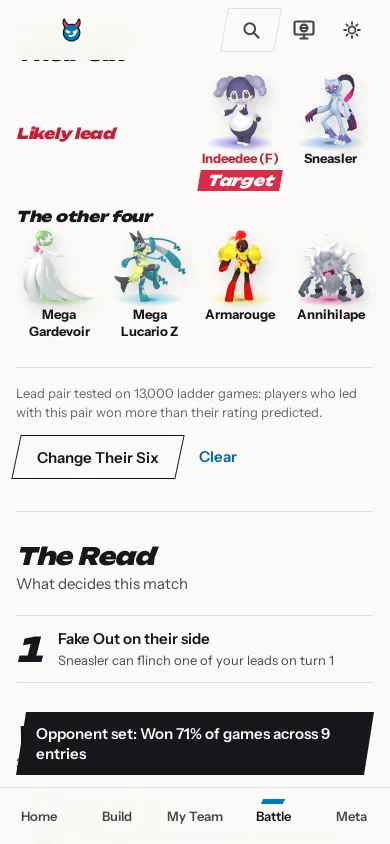 Likely lead
Indeedee (F)
Sneasler
Target
The other four
Mega
Gardevoir
Mega
Lucario Z
Armarouge
Annihilape
Lead pair tested on 13,000 ladder games: players who led
with this pair won more than their rating predicted.
Change Their Six
Clear
The Read
What decides this match
1
Fake Out on their side
Sneasler can flinch one of your leads on turn 1
Opponent set: Won 71% of games across 9
entries
Home
Build
My Team
Battle
Meta